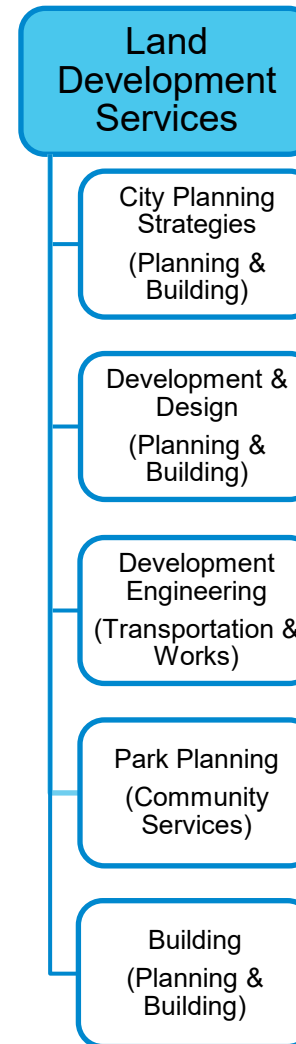 Land
Development
Services
City Planning
Strategies
(Planning &
Building)
Development &
Design
(Planning &
Building)
Development
Engineering
(Transportation &
Works)
Park Planning
(Community
Services)
Building
(Planning &
Building)